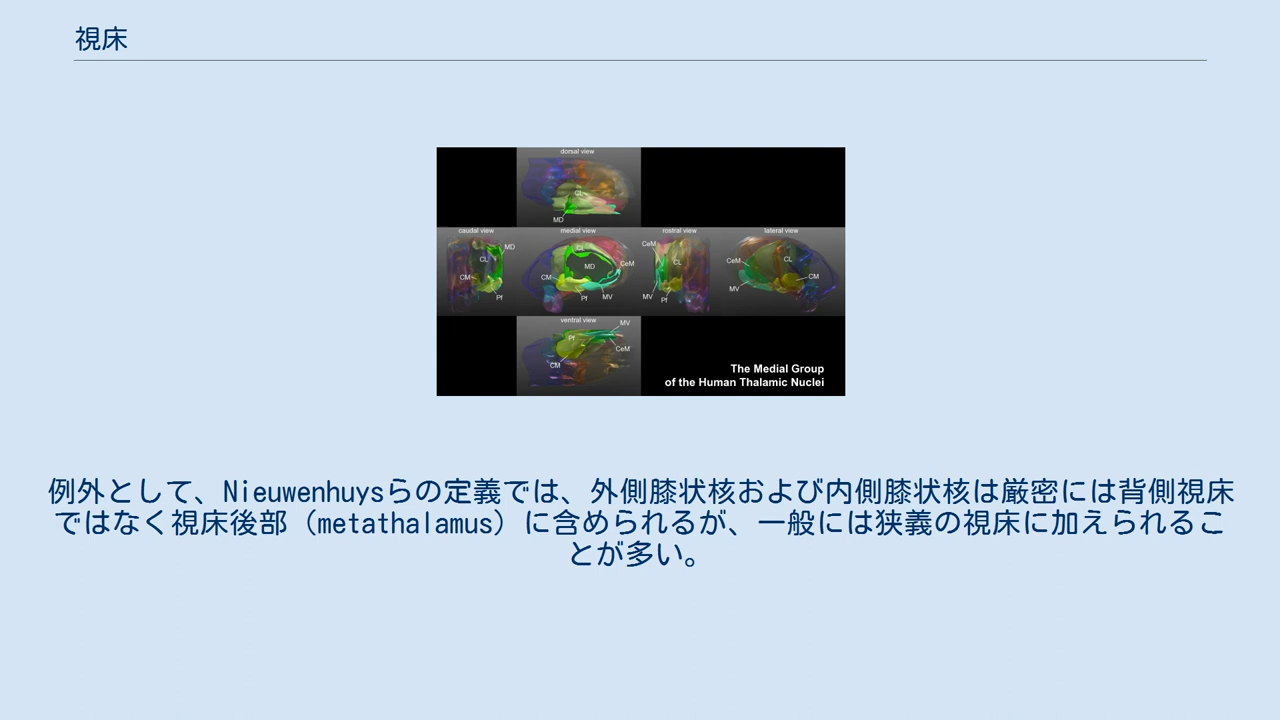 視床
dorsal view
CL
MD
caudal view
medial view
rostral view
lateral view
MD
CL
CM
Pf
CL
CeM
MD
CM
Pf
MV
CeM
CL
MV
Pf
CeM
CL
CM
MV
ventral view
MV
Pf
CeM
CM
The Medial Group
of the Human Thalamic Nuclei
例外として、Nieuwenhuysらの定義では、外側膝状核および内側膝状核は厳密には背側視床
ではなく視床後部（metathalamus）に含められるが、一般には狭義の視床に加えられるこ
とが多い。